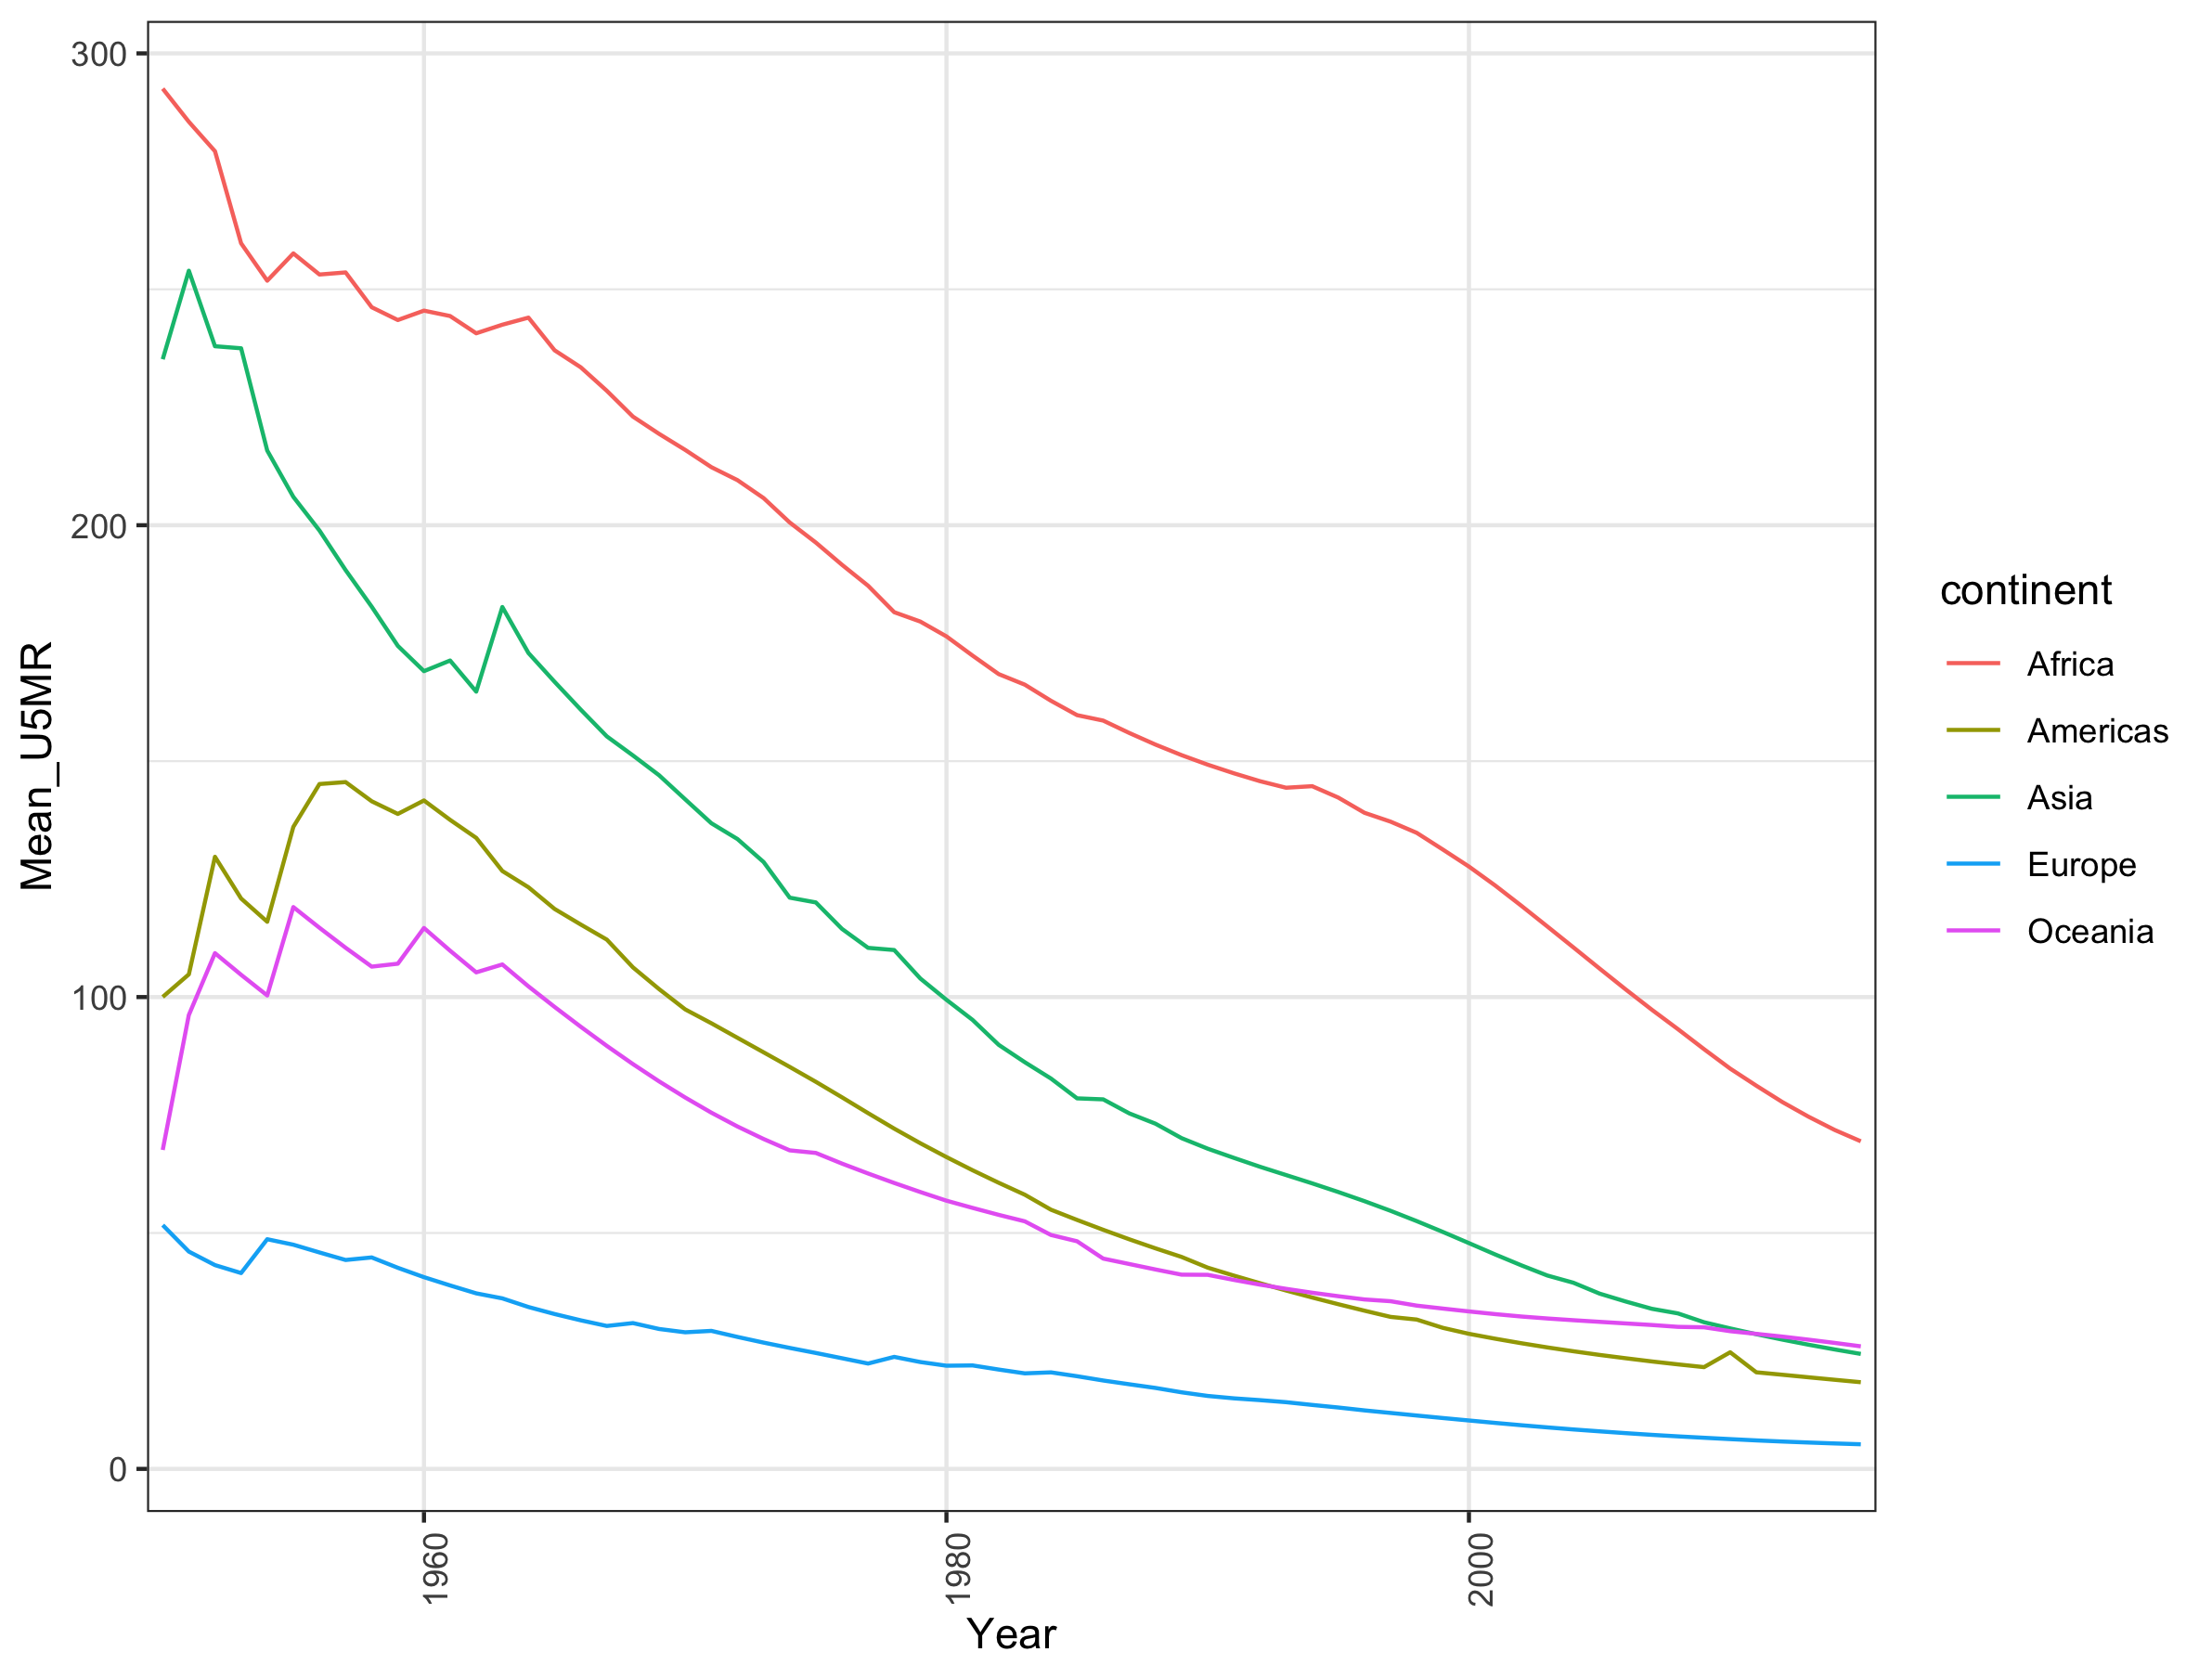 300
200
100
0
Mean_U5MR
1960
1980
2000
Year
continent
Africa
Americas
Asia
Europe
Oceania